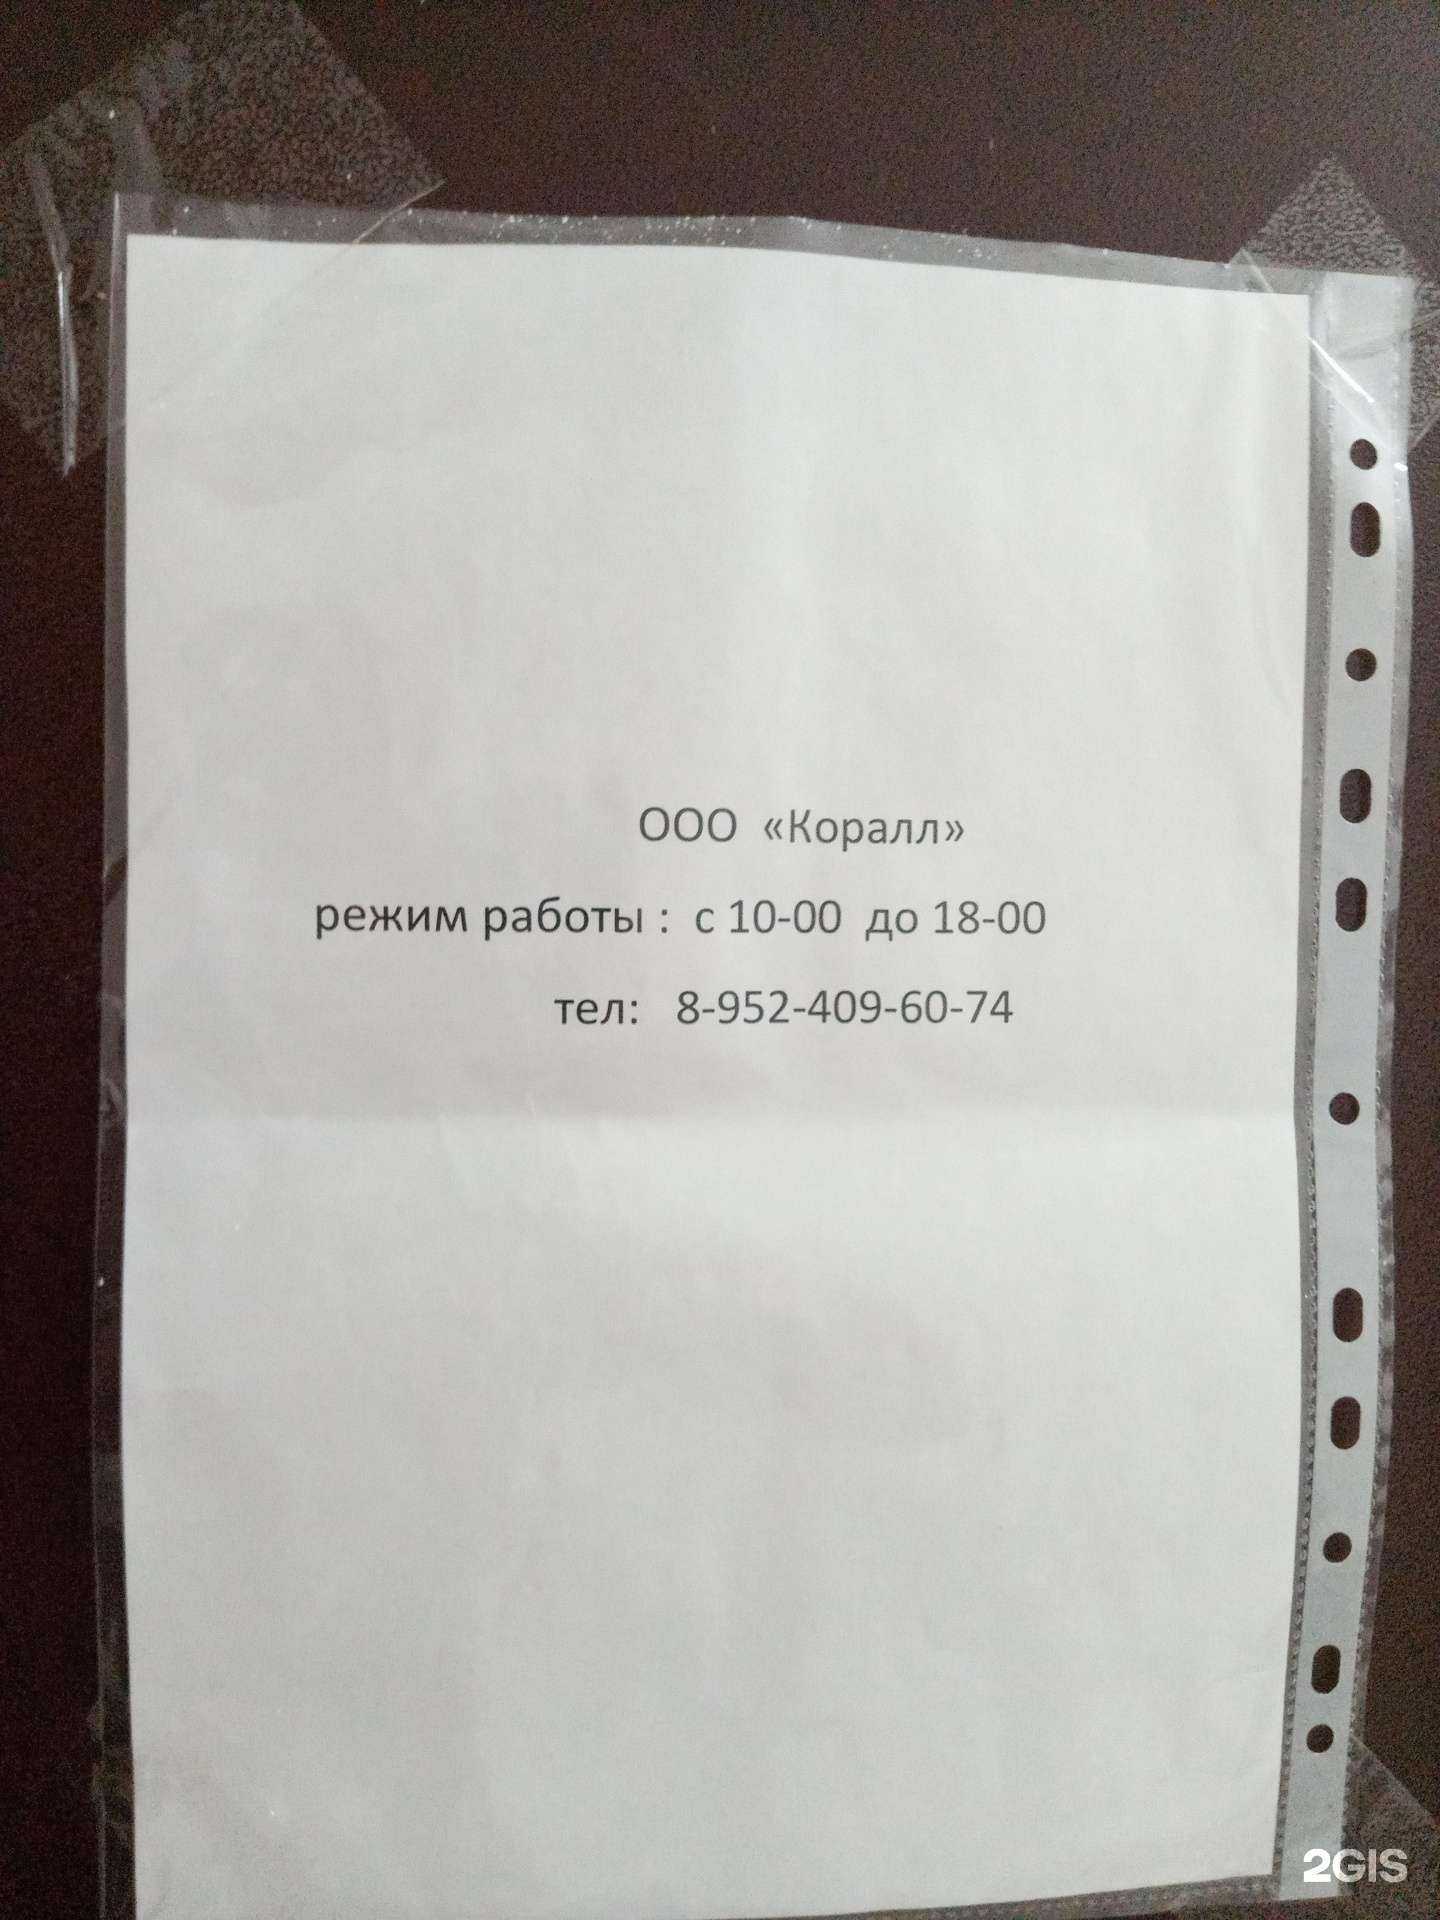 ООО «Коралл»
режим работы : с 10-00 до 18-00
тел: 8-952-409-60-74
2GIS